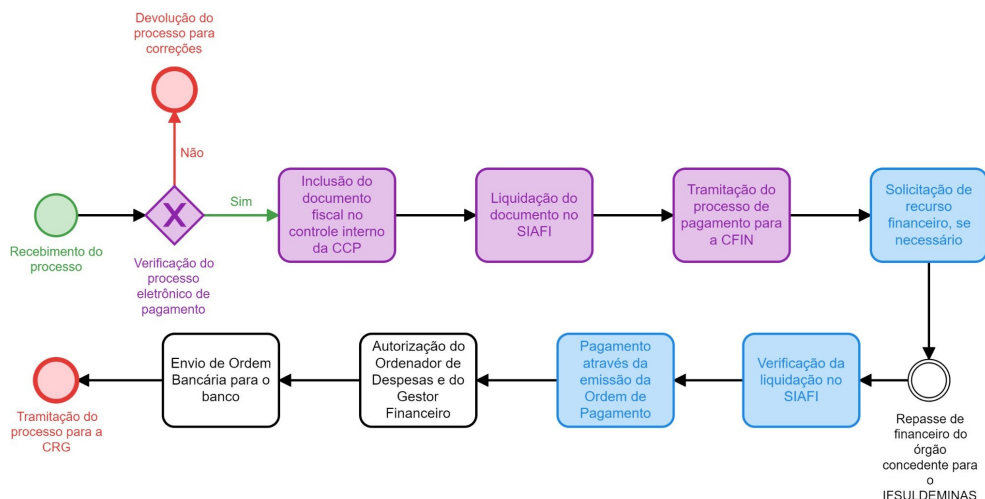 Devolução do
processo para
correções
Não
Recebimento do
processo
Verificação do
processo
eletrônico de
pagamento
Sim
Inclusão do
documento
fiscal no
controle interno
da CCP
Liquidação do
documento no
SIAFI
Tramitação do
processo de
pagamento para
a CFIN
Solicitação de
recurso
financeiro, se
necessário
Repasse de
financeiro do
órgão
concedente para
o
IFSULDEMINAS
Verificação da
liquidação no
SIAFI
Pagamento
através da
emissão da
Ordem de
Pagamento
Autorização do
Ordenador de
Despesas e do
Gestor
Financeiro
Envio de Ordem
Bancária para o
banco
Tramitação do
processo para a
CRG